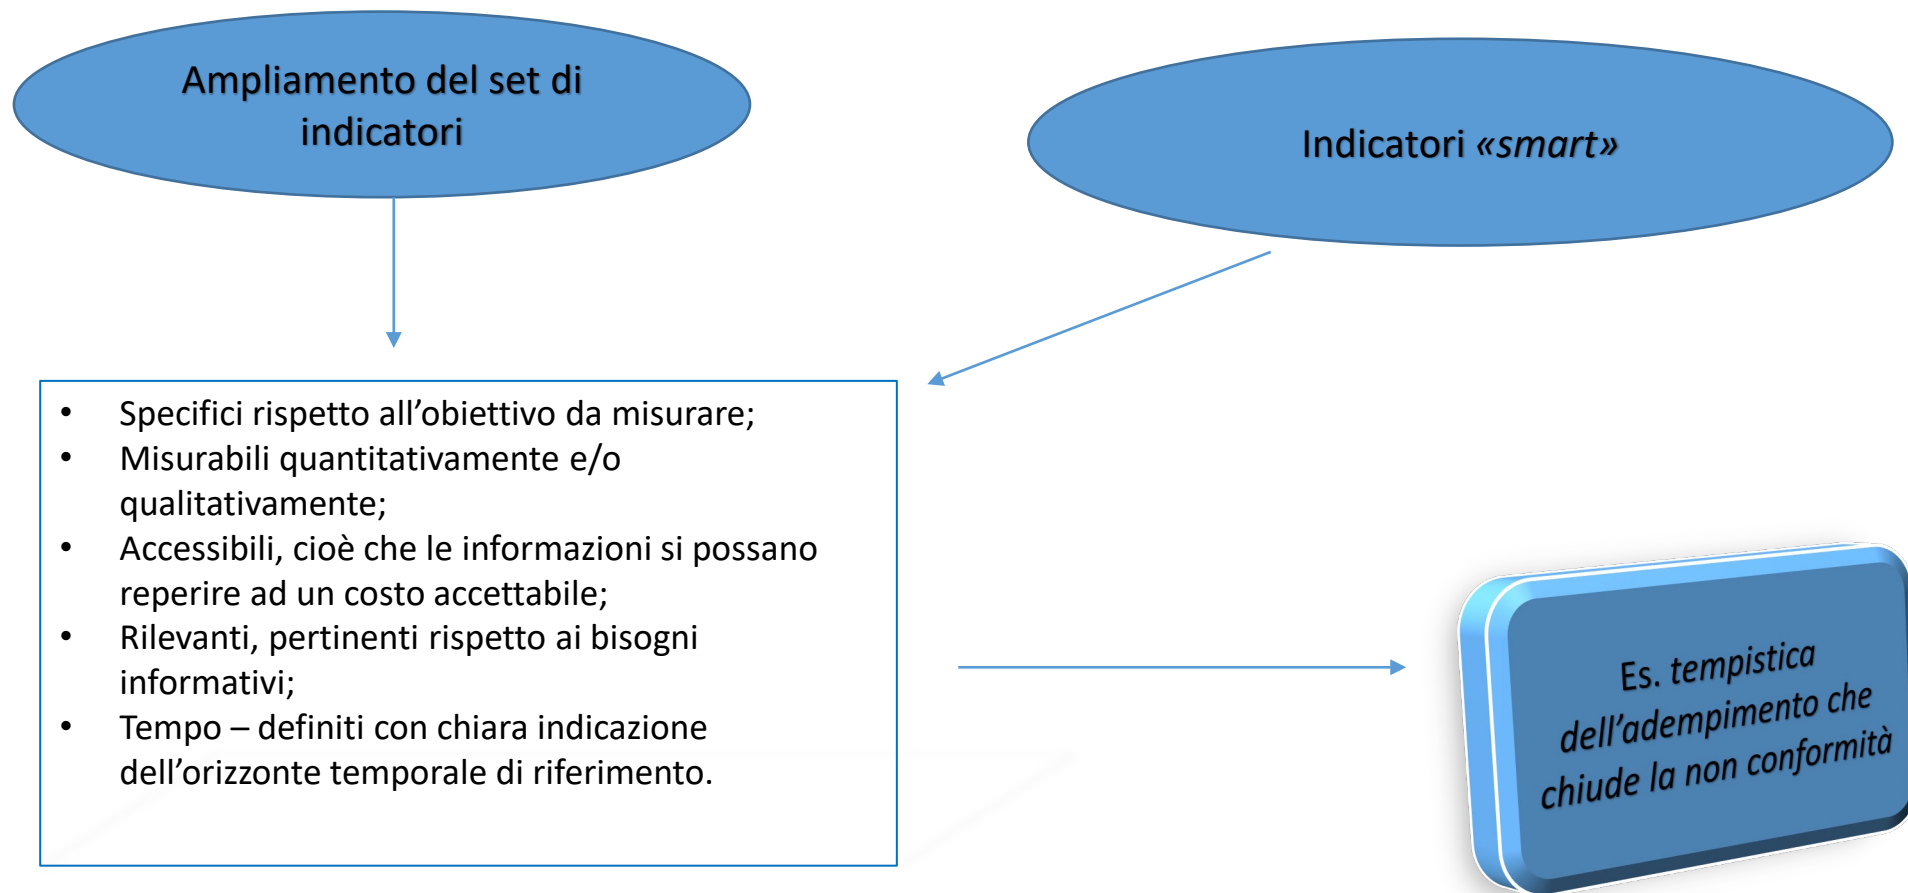 Ampliamento del set di
indicatori
Indicatori «smart»
• Specifici rispetto all’obiettivo da misurare;
• Misurabili quantitativamente e/o
qualitativamente;
• Accessibili, cioè che le informazioni si possano
reperire ad un costo accettabile;
• Rilevanti, pertinenti rispetto ai bisogni
informativi;
• Tempo – definiti con chiara indicazione
dell’orizzonte temporale di riferimento.
Es. tempistica
dell’adempimento che
chiude la non conformità